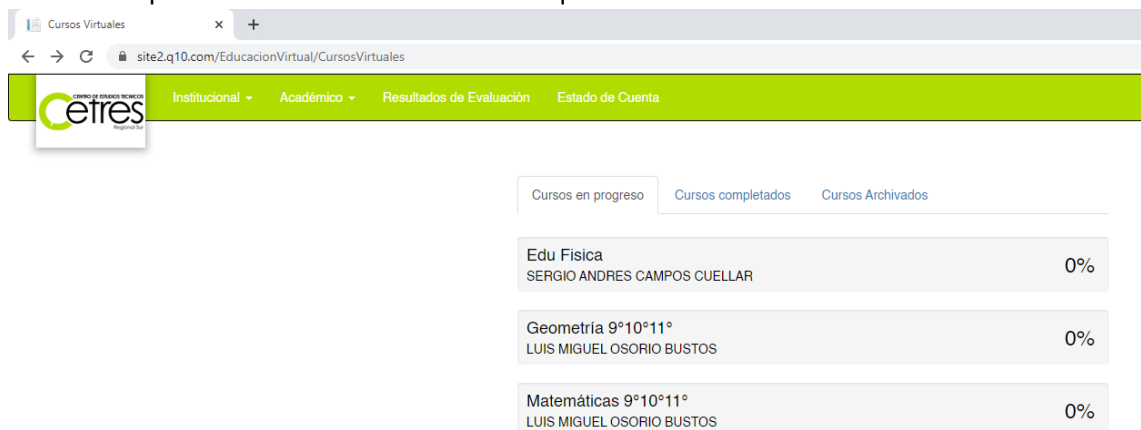 Cursos Virtuales
site2.q10.com/EducacionVirtual/CursosVirtuales
CENTRO DE ESTUDIOS TECNICOS
Cetres
Regional Sur
Institucional Académico Resultados de Evaluación Estado de Cuenta
Cursos en progreso Cursos completados Cursos Archivados
Edu Fisica
SERGIO ANDRES CAMPOS CUELLAR
0%
Geometría 9°10°11°
LUIS MIGUEL OSORIO BUSTOS
0%
Matemáticas 9°10°11°
LUIS MIGUEL OSORIO BUSTOS
0%